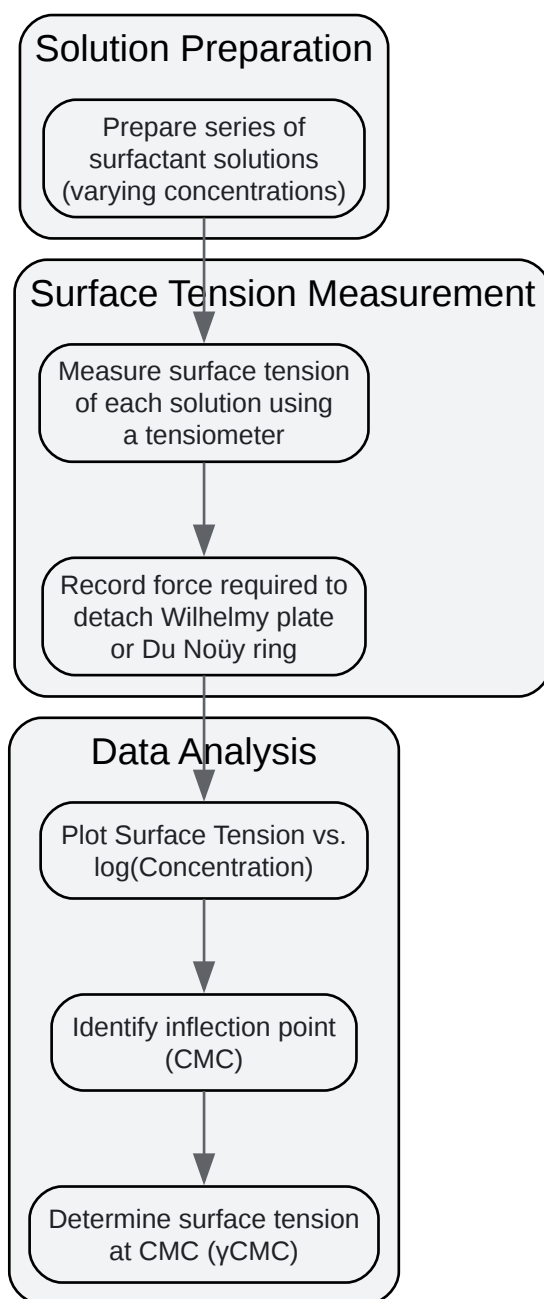 Solution Preparation
Prepare series of
surfactant solutions
(varying concentrations)
Surface Tension Measurement
Measure surface tension
of each solution using
a tensiometer
Record force required to
detach Wilhelmy plate
or Du Noüy ring
Data Analysis
Plot Surface Tension vs.
log(Concentration)
Identify inflection point
(CMC)
Determine surface tension
at CMC (γCMC)